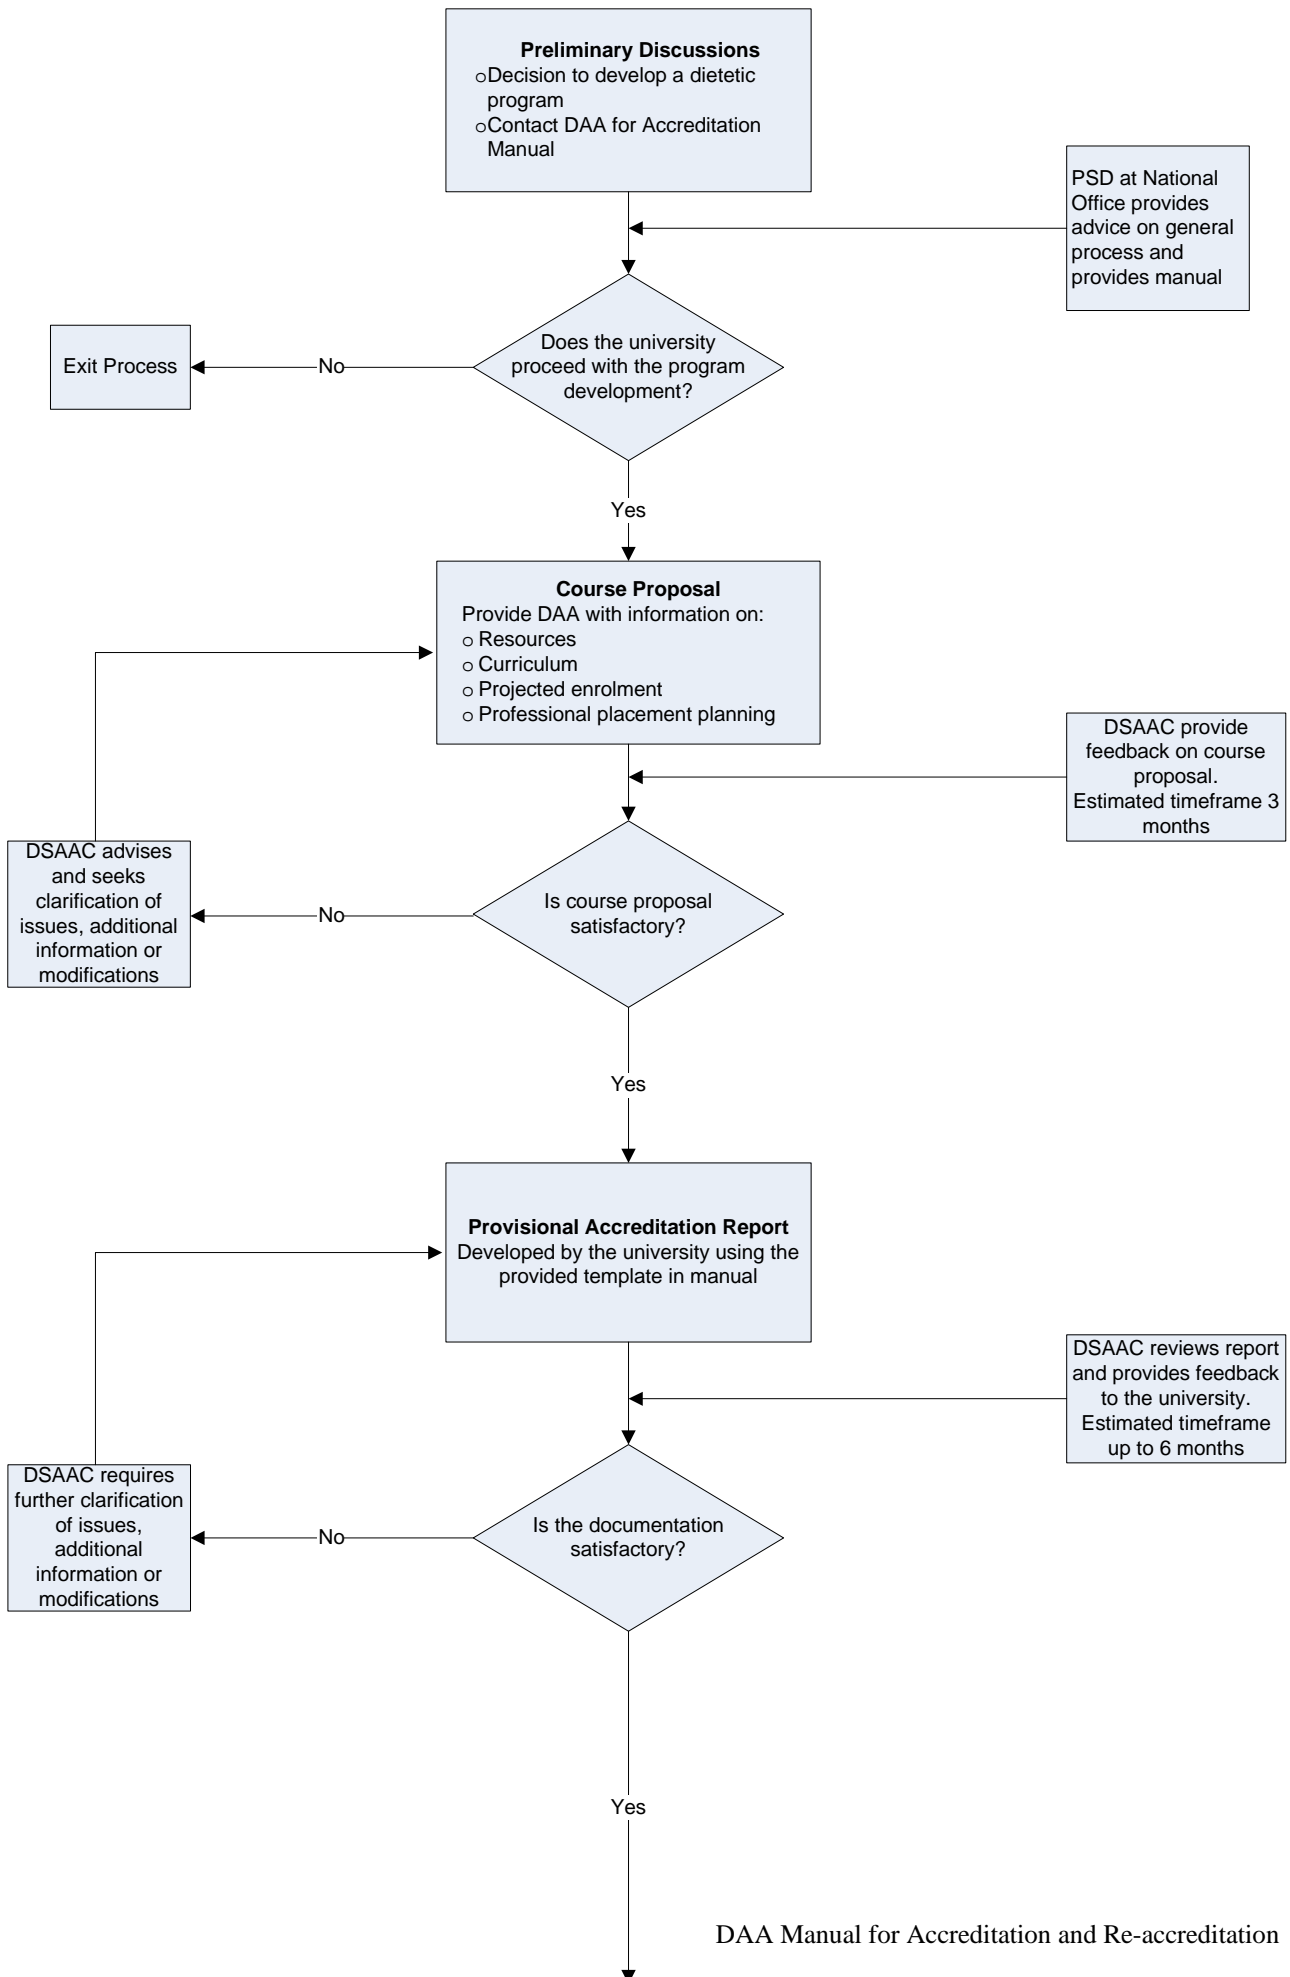 Preliminary Discussions
oDecision to develop a dietetic
program
oContact DAA for Accreditation
Manual
PSD at National
Office provides
advice on general
process and
provides manual
Does the university
proceed with the program
development?
No
Exit Process
Yes
Course Proposal
Provide DAA with information on:
o Resources
o Curriculum
o Projected enrolment
o Professional placement planning
DSAAC provide
feedback on course
proposal.
Estimated timeframe 3
months
DSAAC advises
and seeks
clarification of
issues, additional
information or
modifications
No
Is course proposal
satisfactory?
Yes
Provisional Accreditation Report
Developed by the university using the
provided template in manual
DSAAC reviews report
and provides feedback
to the university.
Estimated timeframe
up to 6 months
DSAAC requires
further clarification
of issues,
additional
information or
modifications
No
Is the documentation
satisfactory?
Yes
DAA Manual for Accreditation and Re-accreditation